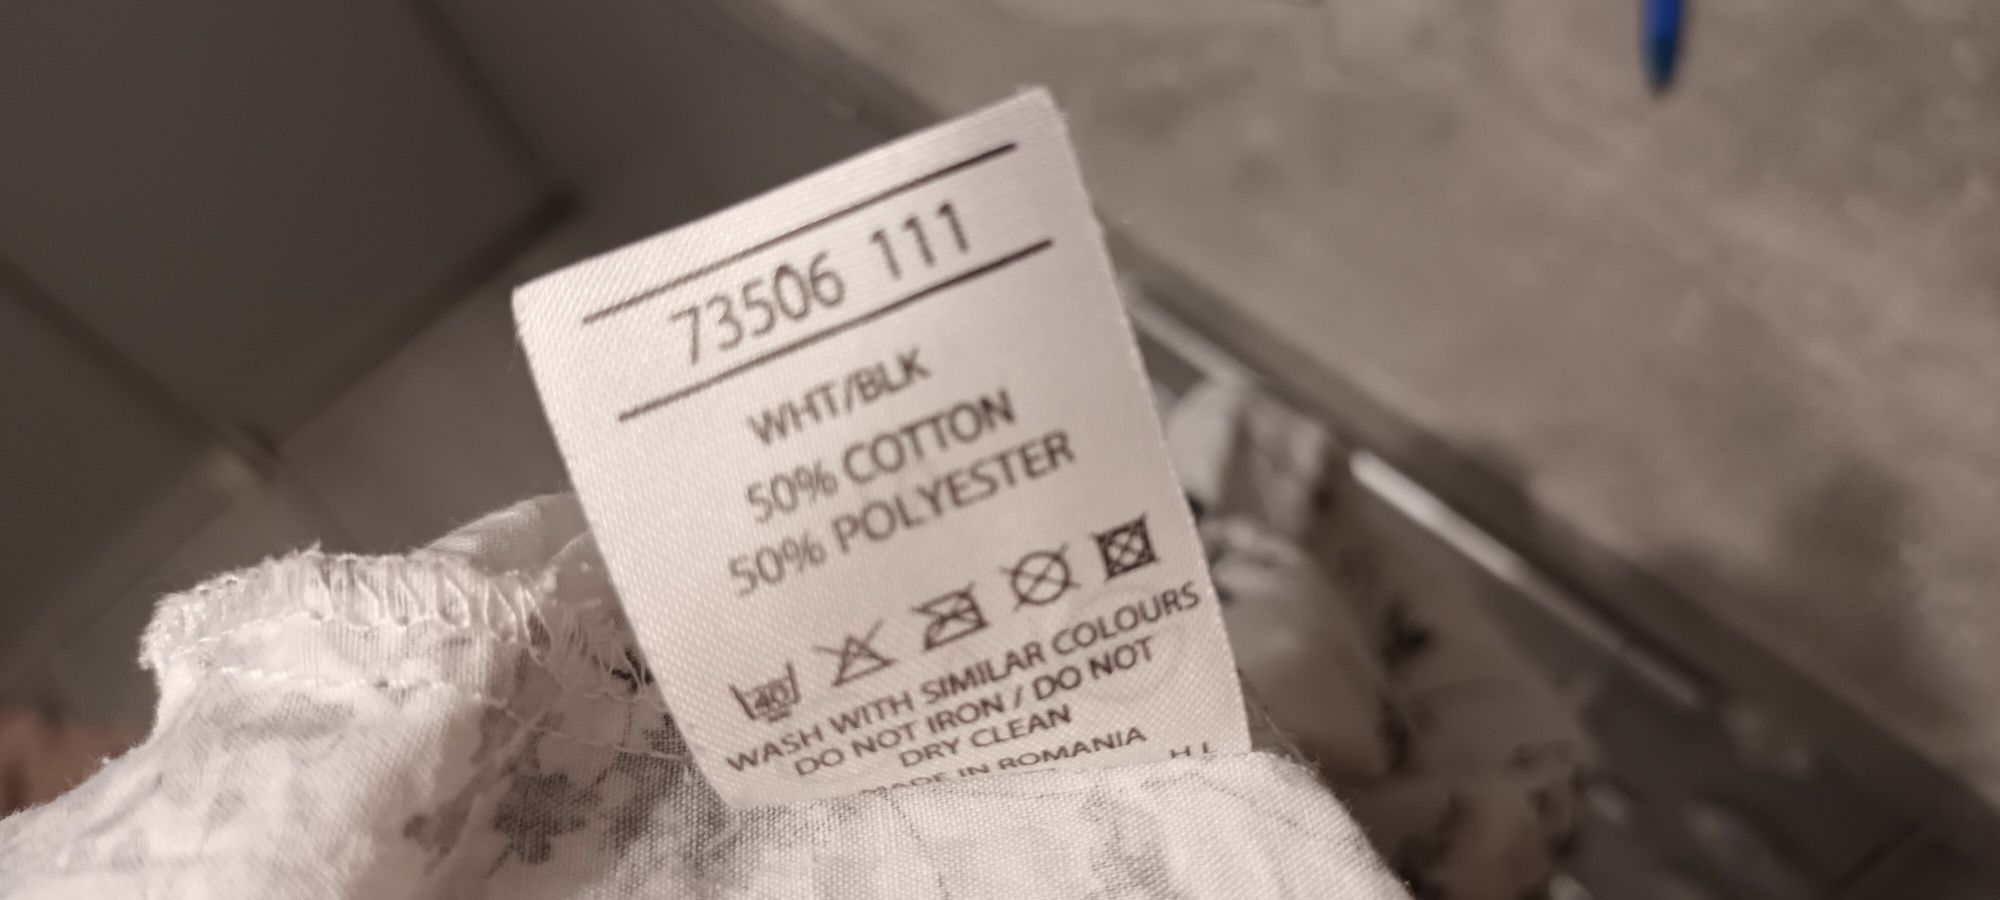 73506 111
WHT/BLK
50% COTTON
50% POLYESTER
40
WASH WITH SIMILAR COLOURS
DO NOT IRON / DO NOT
DRY CLEAN
MADE IN ROMANIA H L